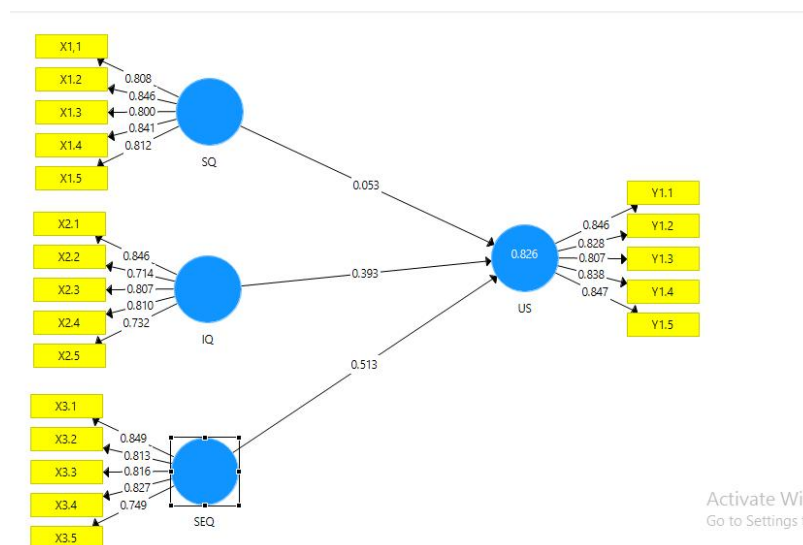 X1,1
X1.2
X1.3
X1.4
X1.5
0.808
0.846
0.800
0.841
0.812
SQ
0.053
X2.1
X2.2
X2.3
X2.4
X2.5
0.846
0.714
0.807
0.810
0.732
IQ
0.393
X3.1
X3.2
X3.3
X3.4
X3.5
0.849
0.813
0.816
0.827
0.749
SEQ
0.513
0.826
US
0.846
0.828
0.807
0.838
0.847
Y1.1
Y1.2
Y1.3
Y1.4
Y1.5
Activate Wi
Go to Settings